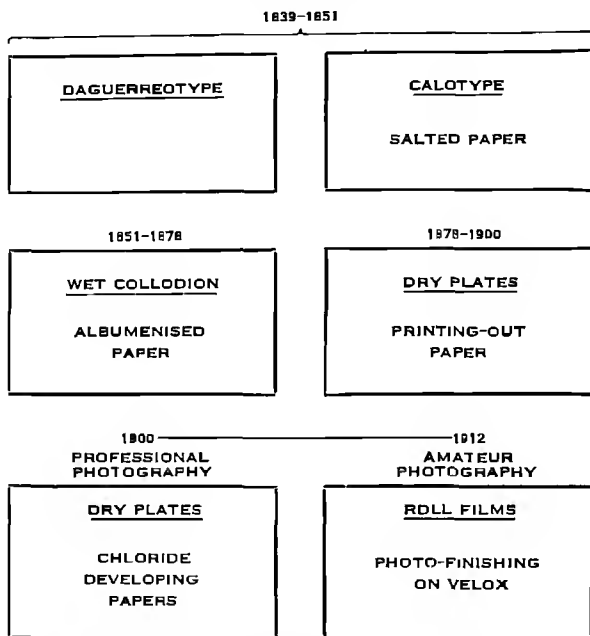 1839-1851
DAGUERREOTYPE
CALOTYPE
SALTED PAPER
1851-1878
1878-1900
WET COLLODION
ALBUMENISED
PAPER
DRY PLATES
PRINTING-OUT
PAPER
1900
1912
PROFESSIONAL
PHOTOGRAPHY
AMATEUR
PHOTOGRAPHY
DRY PLATES
CHLORIDE
DEVELOPING
PAPERS
ROLL FILMS
PHOTO-FINISHING
ON VELOX